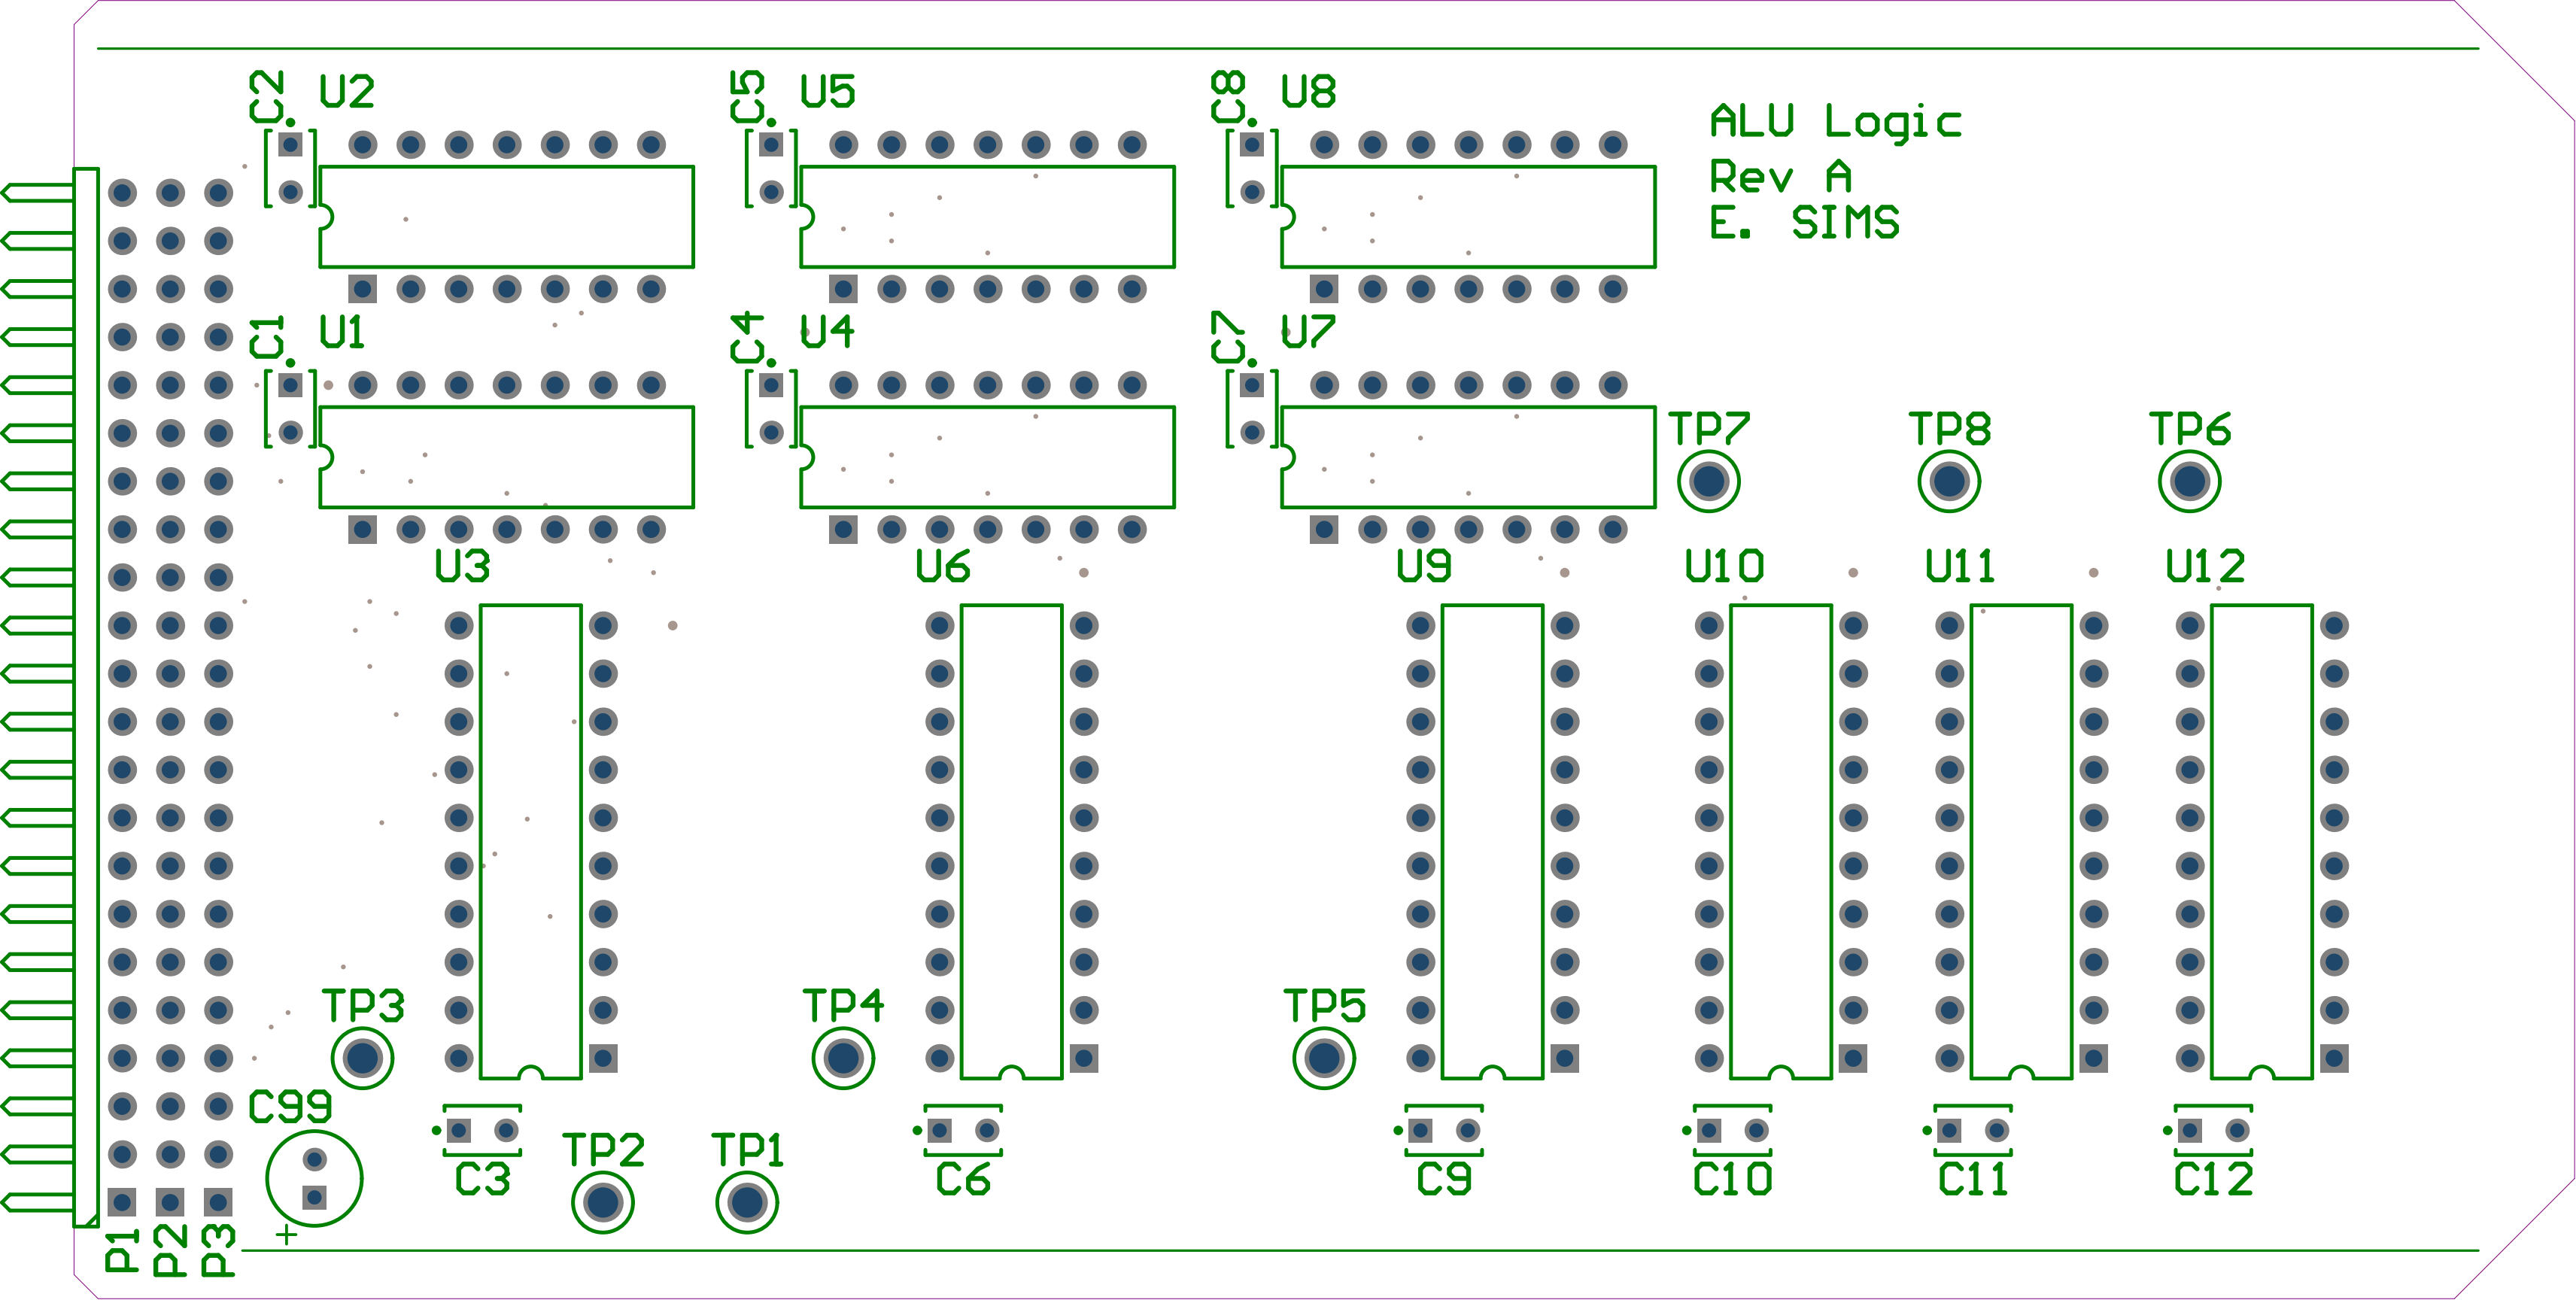 C2 U2 C5 U5 C8 U8
ALU Logic
Rev A
E. SIMS
C1 U1 C4 U4 C7 U7
TP7 TP8 TP6
U3 U6 U9 U10 U11 U12
TP3 TP4 TP5
C99
TP2 TP1
C3 C6 C9 C10 C11 C12
+
P1 P2 P3